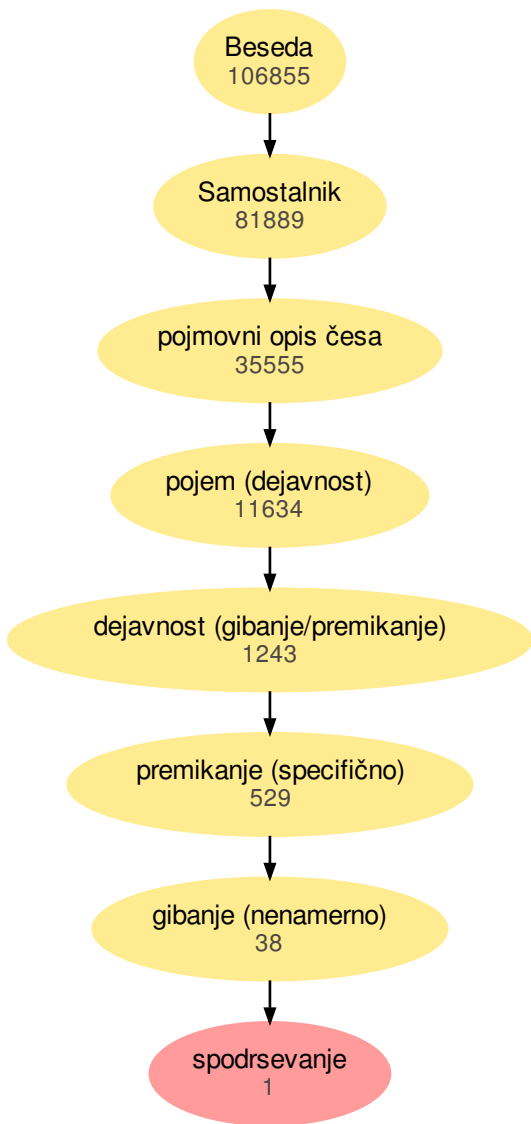 Beseda
106855
Samostalnik
81889
pojmovni opis česa
35555
pojem (dejavnost)
11634
dejavnost (gibanje/premikanje)
1243
premikanje (specifično)
529
gibanje (nenamerno)
38
spodrsevanje
1